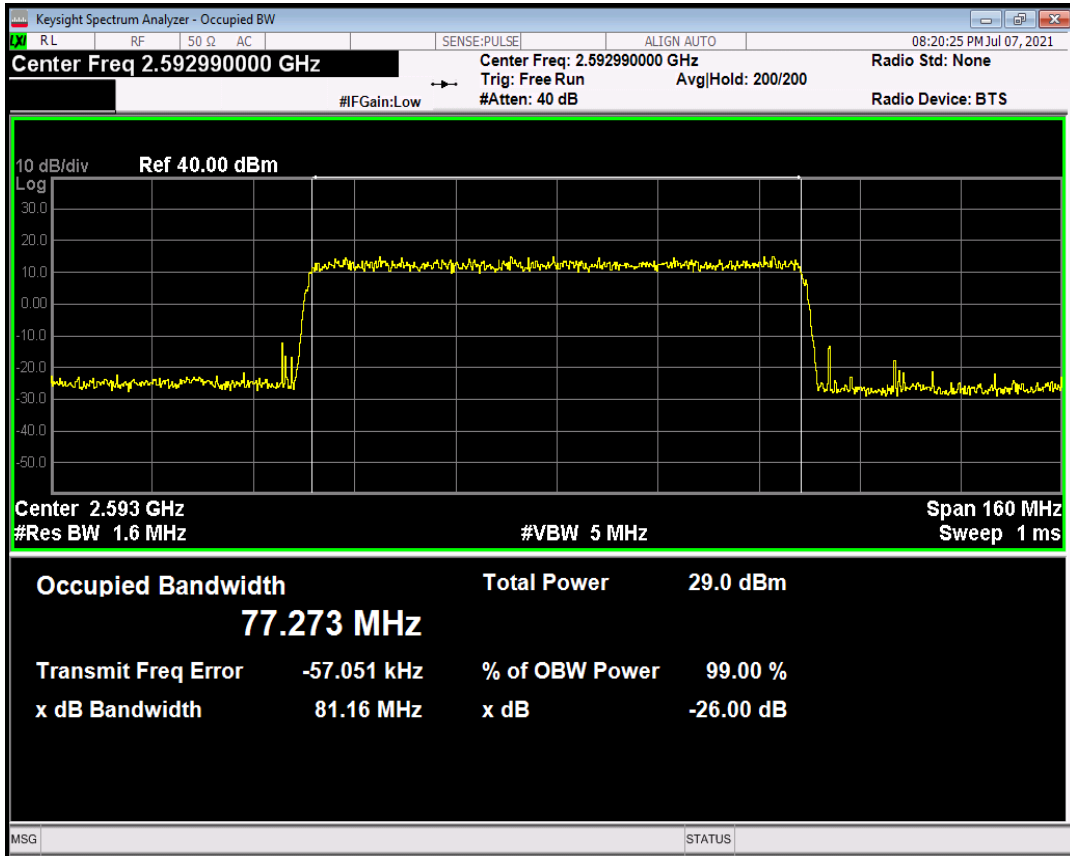 Keysight Spectrum Analyzer - Occupied BW
LXI RL RF 50 Ω AC SENSE:PULSE ALIGN AUTO 08:20:25 PM Jul 07, 2021
Center Freq 2.592990000 GHz Center Freq: 2.592990000 GHz Radio Std: None
Trig: Free Run Avg|Hold: 200/200
#IFGain:Low #Atten: 40 dB Radio Device: BTS
10 dB/div Ref 40.00 dBm
Log
30.0
20.0
10.0
0.00
-10.0
-20.0
-30.0
-40.0
-50.0
Center 2.593 GHz Span 160 MHz
#Res BW 1.6 MHz #VBW 5 MHz Sweep 1 ms
Occupied Bandwidth Total Power 29.0 dBm
77.273 MHz
Transmit Freq Error -57.051 kHz % of OBW Power 99.00 %
x dB Bandwidth 81.16 MHz x dB -26.00 dB
MSG STATUS